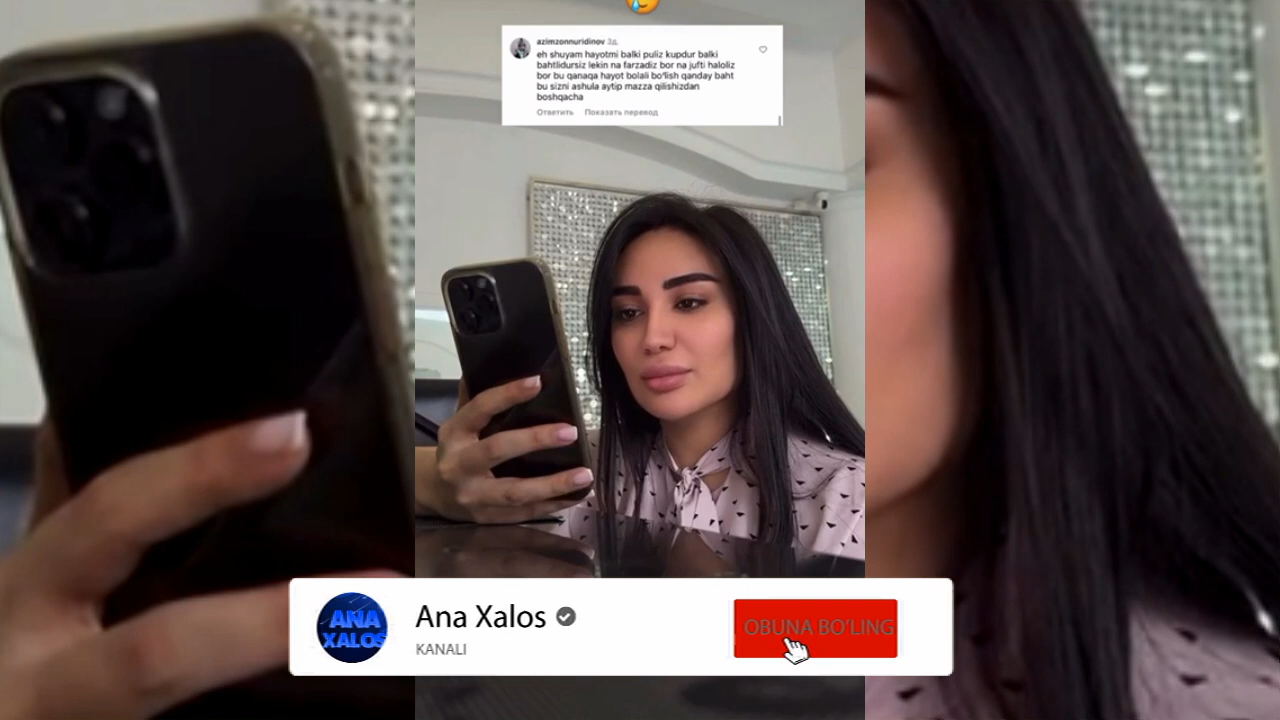 azimzonnuridinov 3д.
eh shuyam hayotmi balki puliz kupdur balki
bahtlidursiz lekin na farzadiz bor na jufti haloliz
bor bu qanaqa hayot bolali bo'lish qanday baht
bu sizni ashula aytip mazza qilishizdan
boshqacha
Ответить Показать перевод
ANA
XALOS
Ana Xalos
KANALI
OBUNA BO'LING